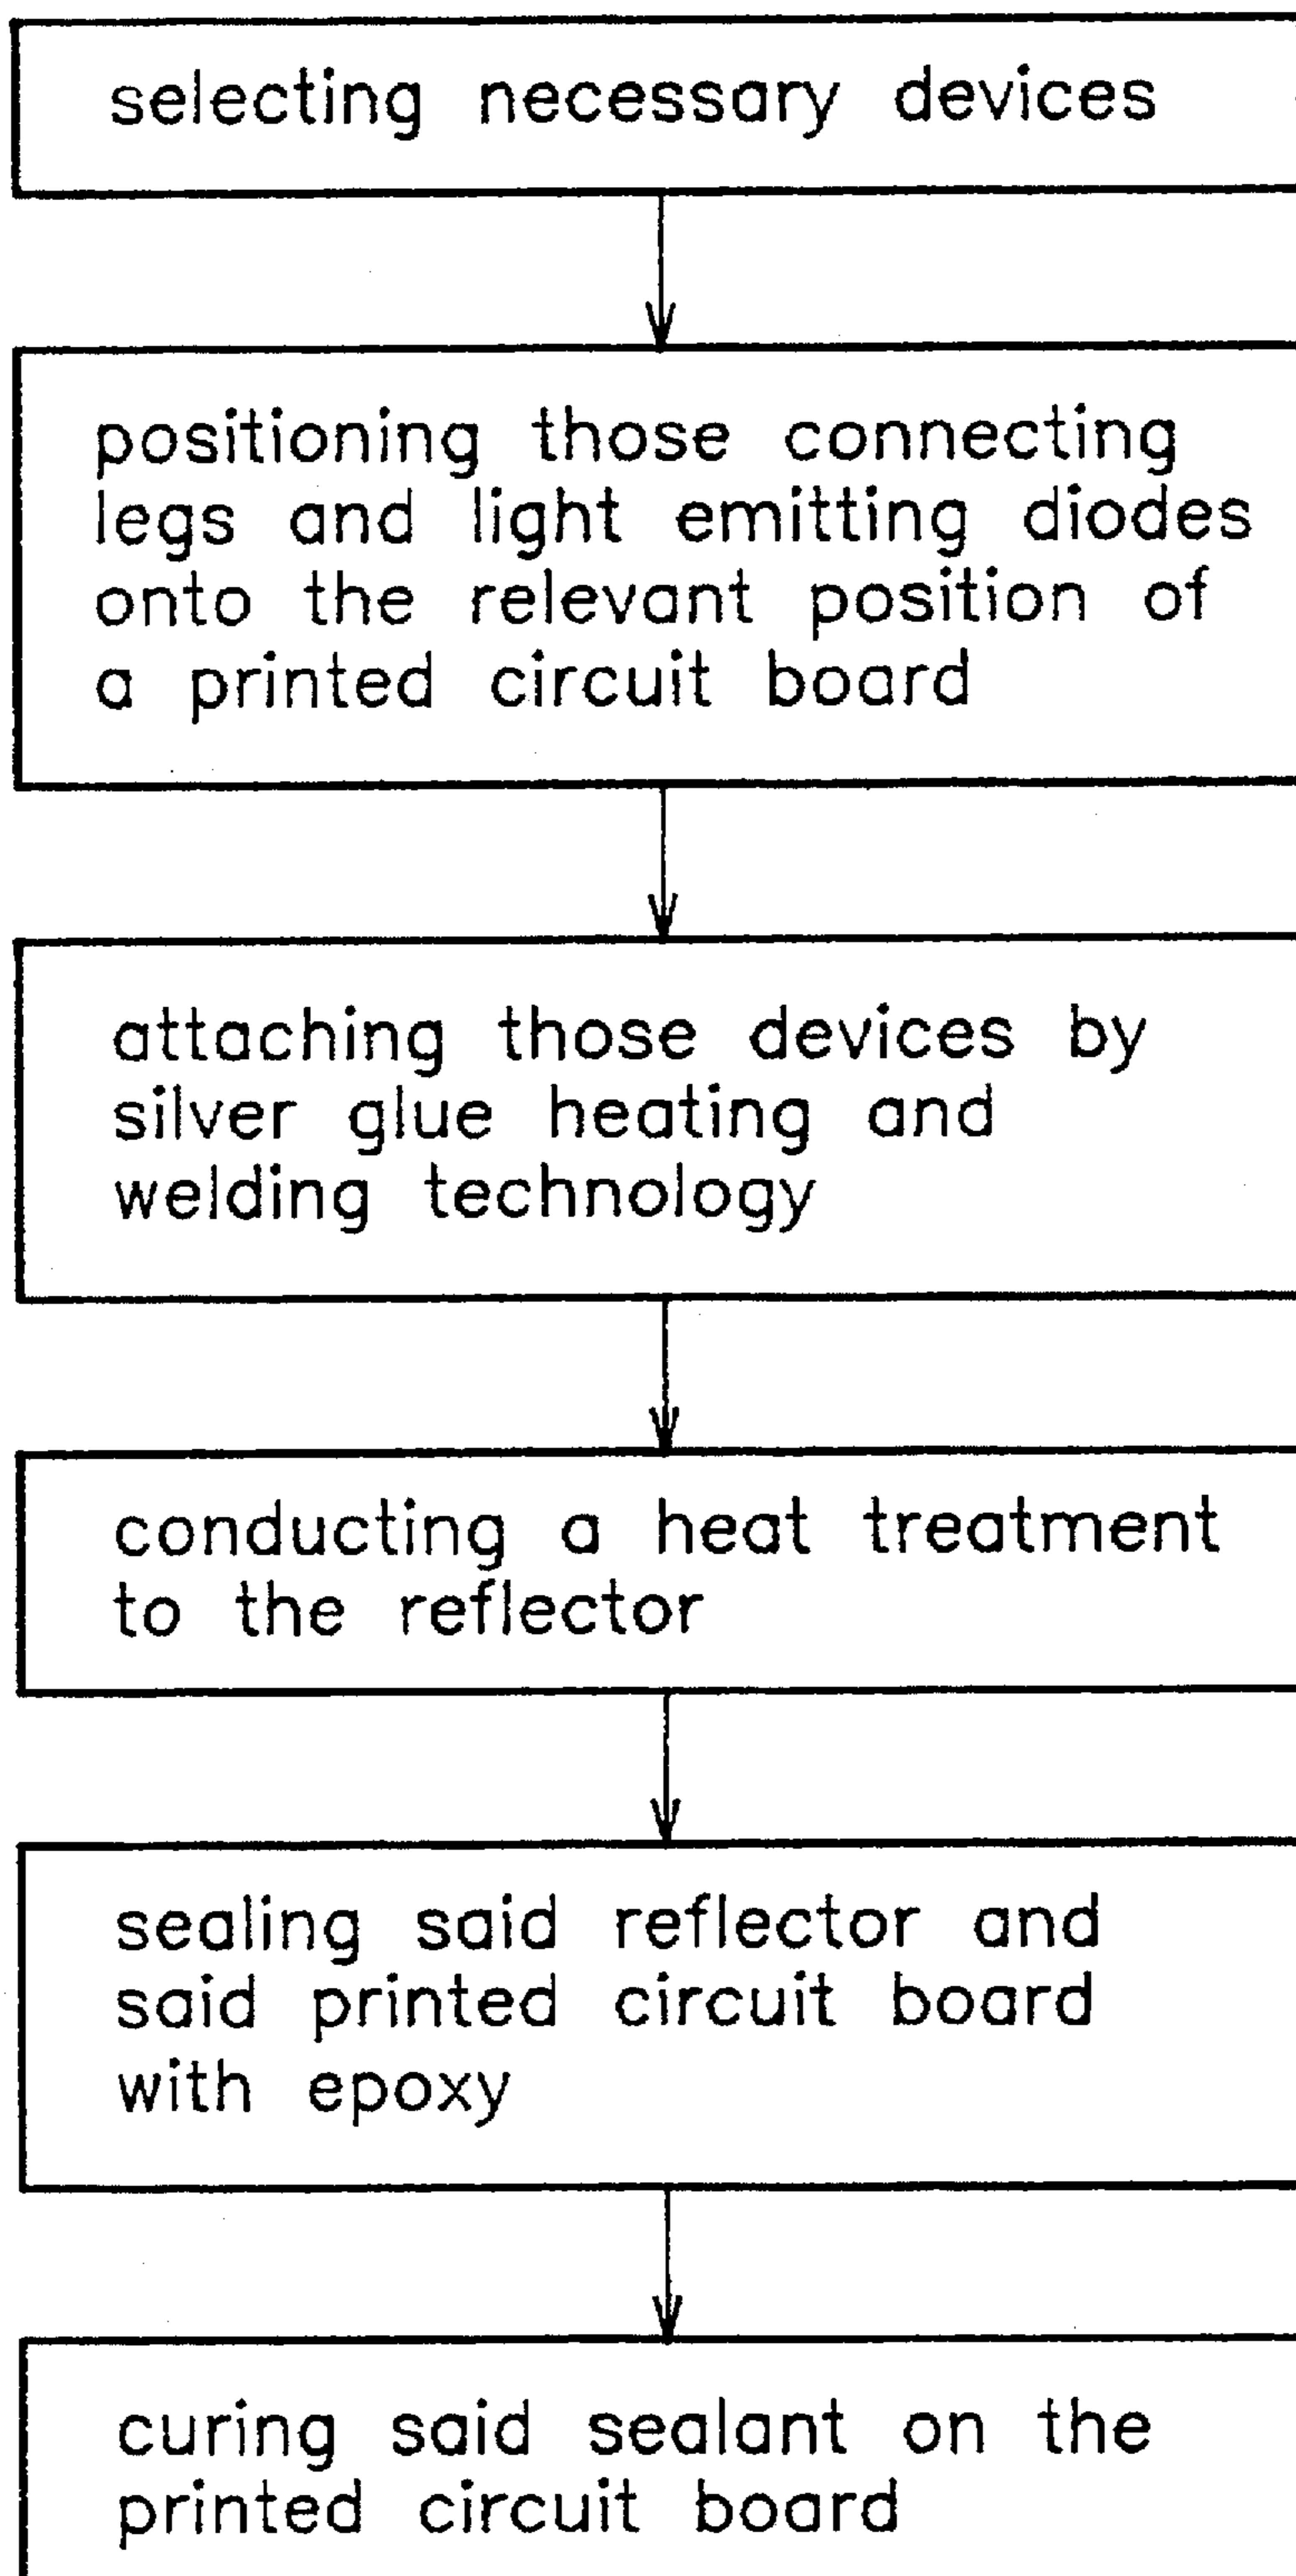 selecting necessary devices
positioning those connecting
legs and light emitting diodes
onto the relevant position of
a printed circuit board
attaching those devices by
silver glue heating and
welding technology
conducting a heat treatment
to the reflector
sealing said reflector and
said printed circuit board
with epoxy
curing said sealant on the
printed circuit board